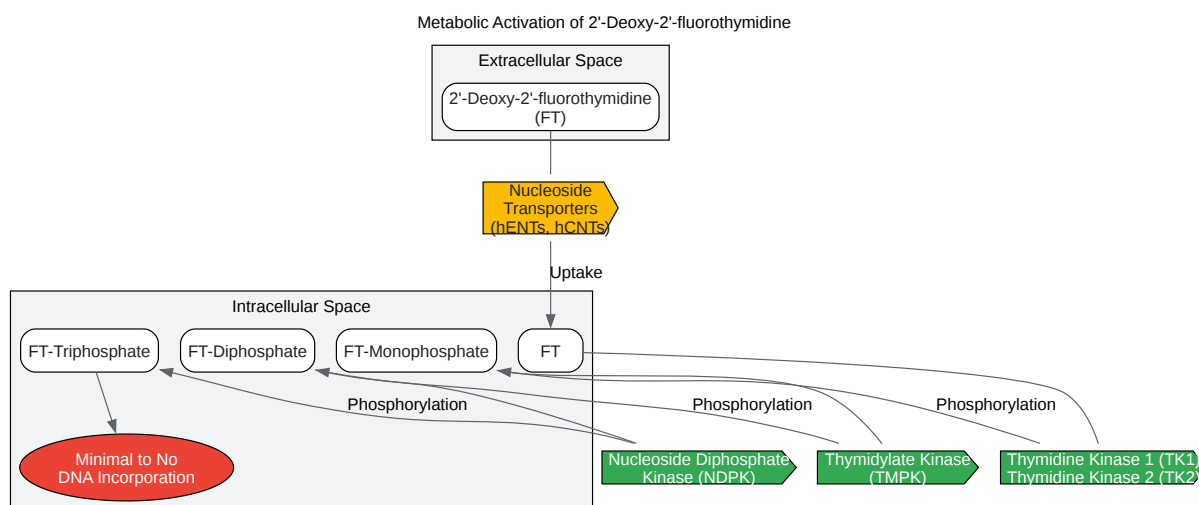 Metabolic Activation of 2'-Deoxy-2'-fluorothymidine
Extracellular Space
2'-Deoxy-2'-fluorothymidine
(FT)
Nucleoside
Transporters
(hENTs, hCNTs)
Uptake
Intracellular Space
FT-Triphosphate
FT-Diphosphate
FT-Monophosphate
FT
Phosphorylation
Phosphorylation
Phosphorylation
Minimal to No
DNA Incorporation
Nucleoside Diphosphate
Kinase (NDPK)
Thymidylate Kinase
(TMPK)
Thymidine Kinase 1 (TK1)
Thymidine Kinase 2 (TK2)